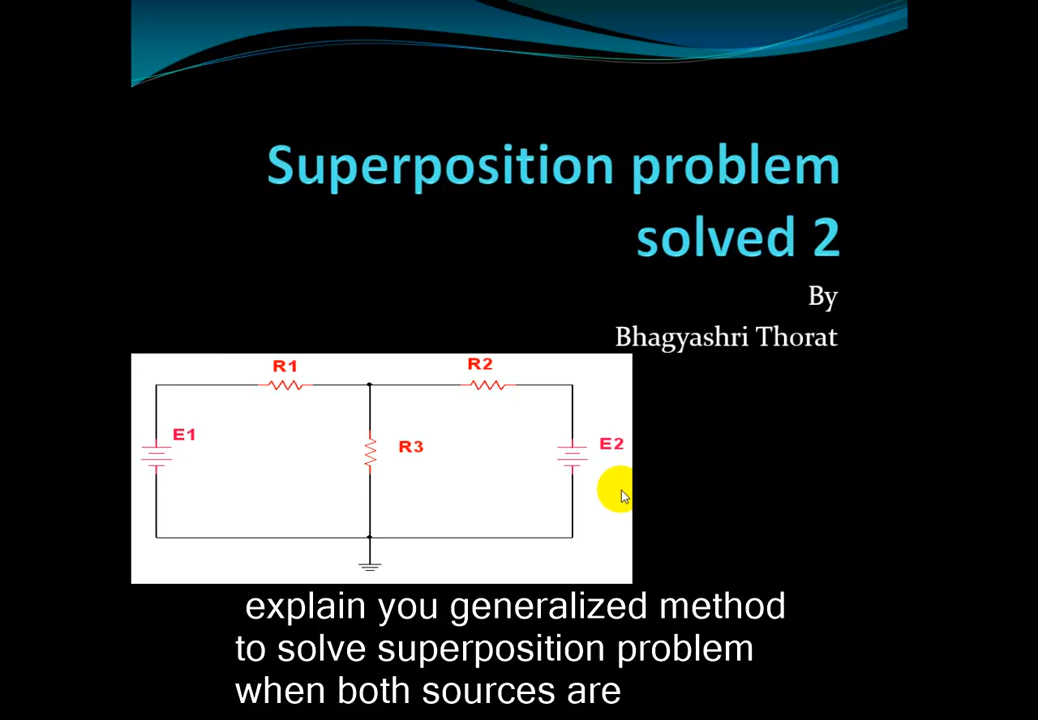 Superposition problem
solved 2
By
Bhagyashri Thorat
R1
R2
E1
R3
E2
explain you generalized method
to solve superposition problem
when both sources are